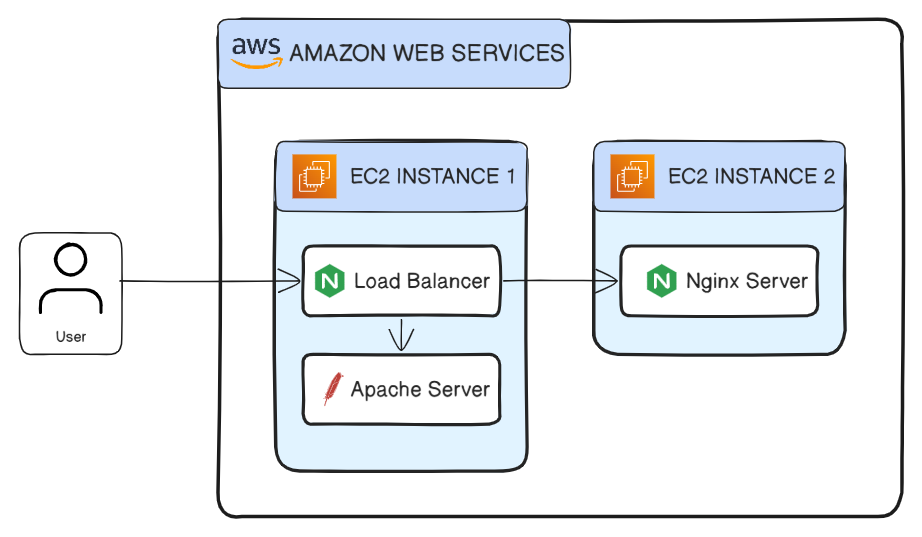 aws AMAZON WEB SERVICES
EC2 INSTANCE 1
EC2 INSTANCE 2
User
N Load Balancer
N Nginx Server
Apache Server